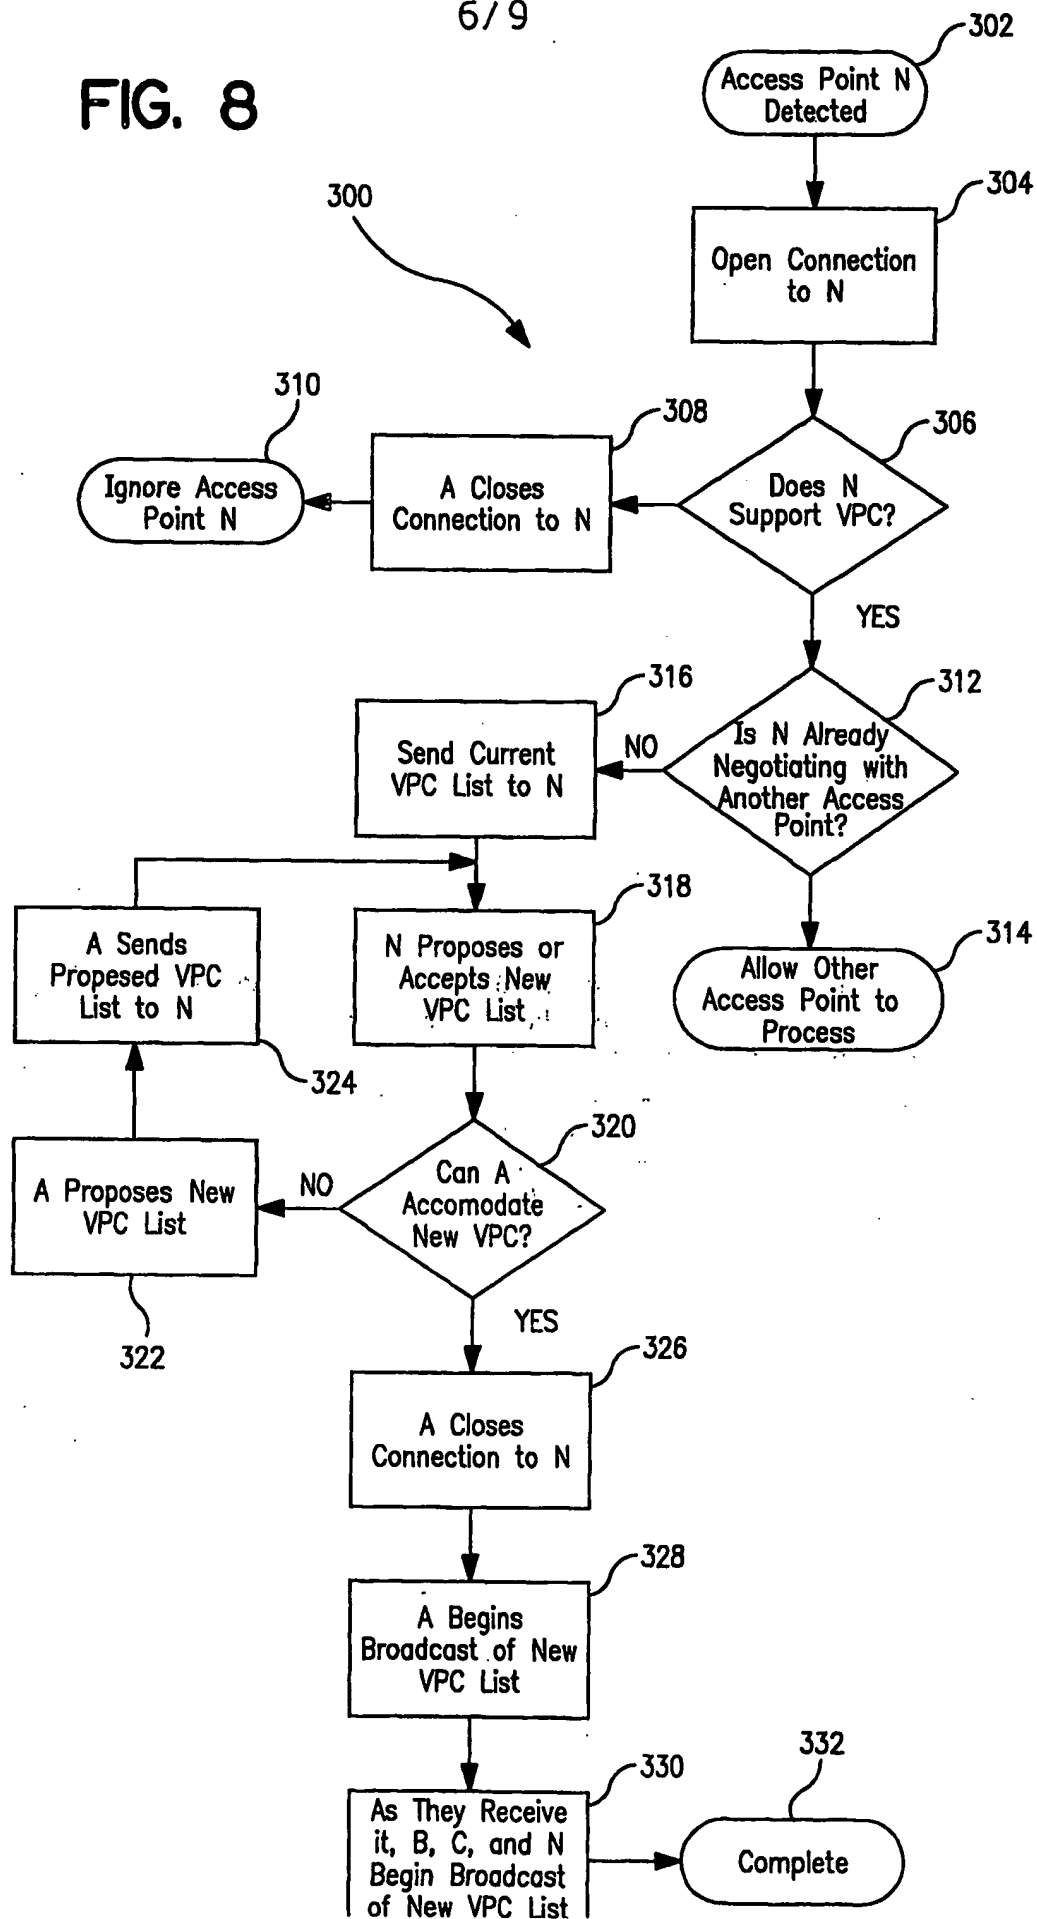 6/9
FIG. 8
302
Access Point N
Detected
300
304
Open Connection
to N
310
Ignore Access
Point N
308
A Closes
Connection to N
306
Does N
Support VPC?
YES
316
Send Current
VPC List to N
NO
312
Is N Already
Negotiating with
Another Access
Point?
324
A Sends
Propesed VPC
List to N
318
N Proposes or
Accepts New
VPC List
314
Allow Other
Access Point to
Process
322
A Proposes New
VPC List
NO
320
Can A
Accomodate
New VPC?
YES
326
A Closes
Connection to N
328
A Begins
Broadcast of New
VPC List
330
As They Receive
it, B, C, and N
Begin Broadcast
of New VPC List
332
Complete